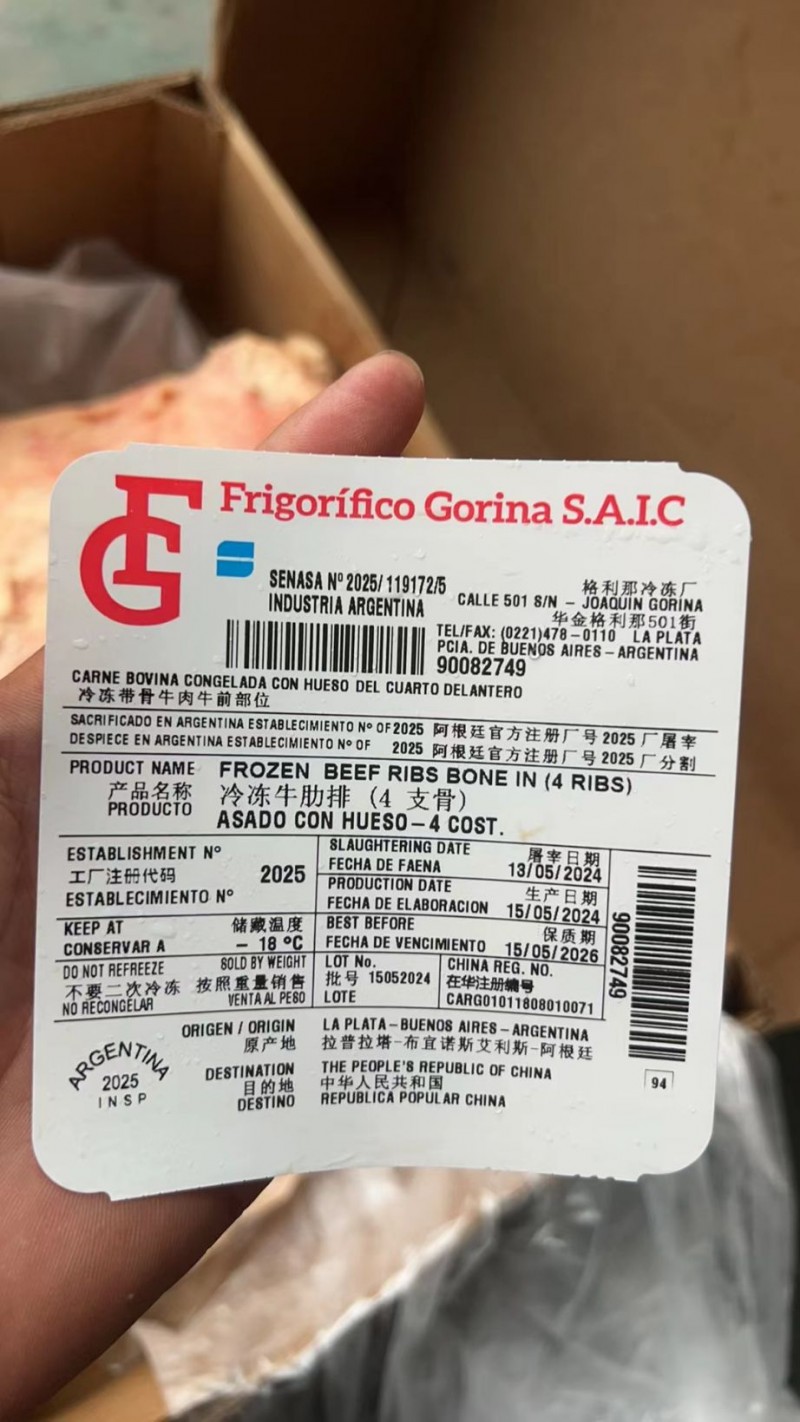 FG
Frigorífico Gorina S.A.I.C
SENASA Nº 2025/119172/5
INDUSTRIA ARGENTINA
格利那冷冻厂
CALLE 501 S/N – JOAQUIN GORINA
华金格利那501街
TEL/FAX: (0221)478–0110 LA PLATA
PCIA. DE BUENOS AIRES – ARGENTINA
90082749
CARNE BOVINA CONGELADA CON HUESO DEL CUARTO DELANTERO
冷冻带骨牛肉牛前部位
SACRIFICADO EN ARGENTINA ESTABLECIMIENTO Nº OF 2025 阿根廷官方注册厂号 2025 厂屠宰
DESPIECE EN ARGENTINA ESTABLECIMIENTO Nº OF 2025 阿根廷官方注册厂号 2025 厂分割
PRODUCT NAME FROZEN BEEF RIBS BONE IN (4 RIBS)
产品名称 冷冻牛肋排 (4 支骨)
PRODUCTO ASADO CON HUESO – 4 COST.
ESTABLISHMENT Nº
工厂注册代码 2025
ESTABLECIMIENTO Nº
SLAUGHTERING DATE 屠宰日期
FECHA DE FAENA 13/05/2024
PRODUCTION DATE 生产日期
FECHA DE ELABORACION 15/05/2024
KEEP AT 储藏温度
CONSERVAR A – 18 ºC
BEST BEFORE 保质期
FECHA DE VENCIMIENTO 15/05/2026
DO NOT REFREEZE SOLD BY WEIGHT
不要二次冷冻 按照重量销售
NO RECONGELAR VENTA AL PESO
LOT No.
批号 15052024
LOTE
CHINA REG. NO.
在华注册编号
CARG01011808010071
90082749
94
ORIGEN / ORIGIN LA PLATA – BUENOS AIRES – ARGENTINA
原产地 拉普拉塔-布宜诺斯艾利斯-阿根廷
DESTINATION THE PEOPLE'S REPUBLIC OF CHINA
目的地 中华人民共和国
DESTINO REPUBLICA POPULAR CHINA
ARGENTINA
2025
INSP